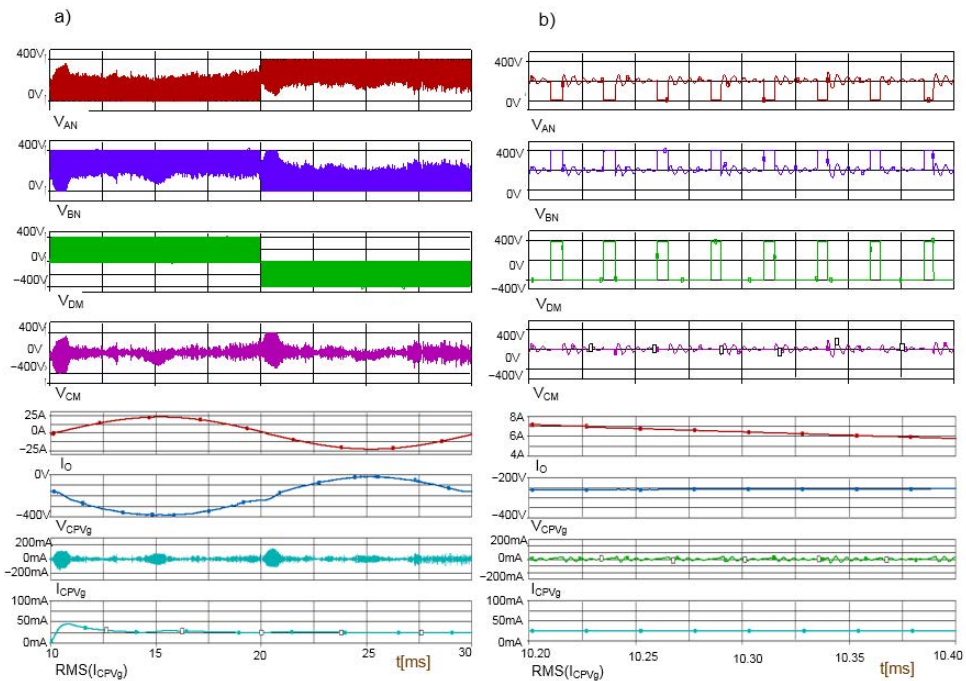 a)
400V
0V
V_AN
400V
0V
V_BN
400V
0V
−400V
V_DM
400V
0V
−400V
V_CM
25A
0A
−25A
I_O
0V
−400V
V_CPVg
200mA
0mA
−200mA
I_CPVg
100mA
50mA
0mA
10 15 20 25 30
RMS(I_CPVg) t[ms]
b)
400V
0V
V_AN
400V
0V
V_BN
400V
0V
−400V
V_DM
400V
0V
−400V
V_CM
8A
6A
4A
I_O
−200V
−400V
V_CPVg
200mA
0mA
−200mA
I_CPVg
100mA
50mA
0mA
10.20 10.25 10.30 10.35 10.40
RMS(I_CPVg) t[ms]